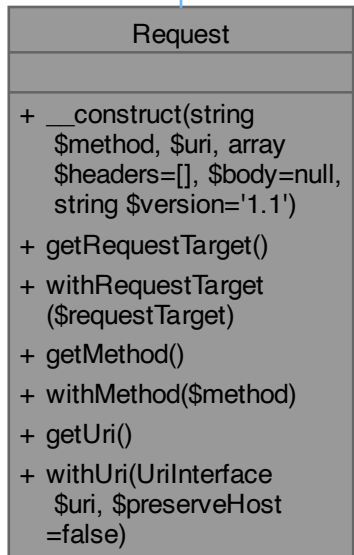 Request
+ __construct(string
$method, $uri, array
$headers=[], $body=null,
string $version='1.1')
+ getRequestTarget()
+ withRequestTarget
($requestTarget)
+ getMethod()
+ withMethod($method)
+ getUri()
+ withUri(UriInterface
$uri, $preserveHost
=false)